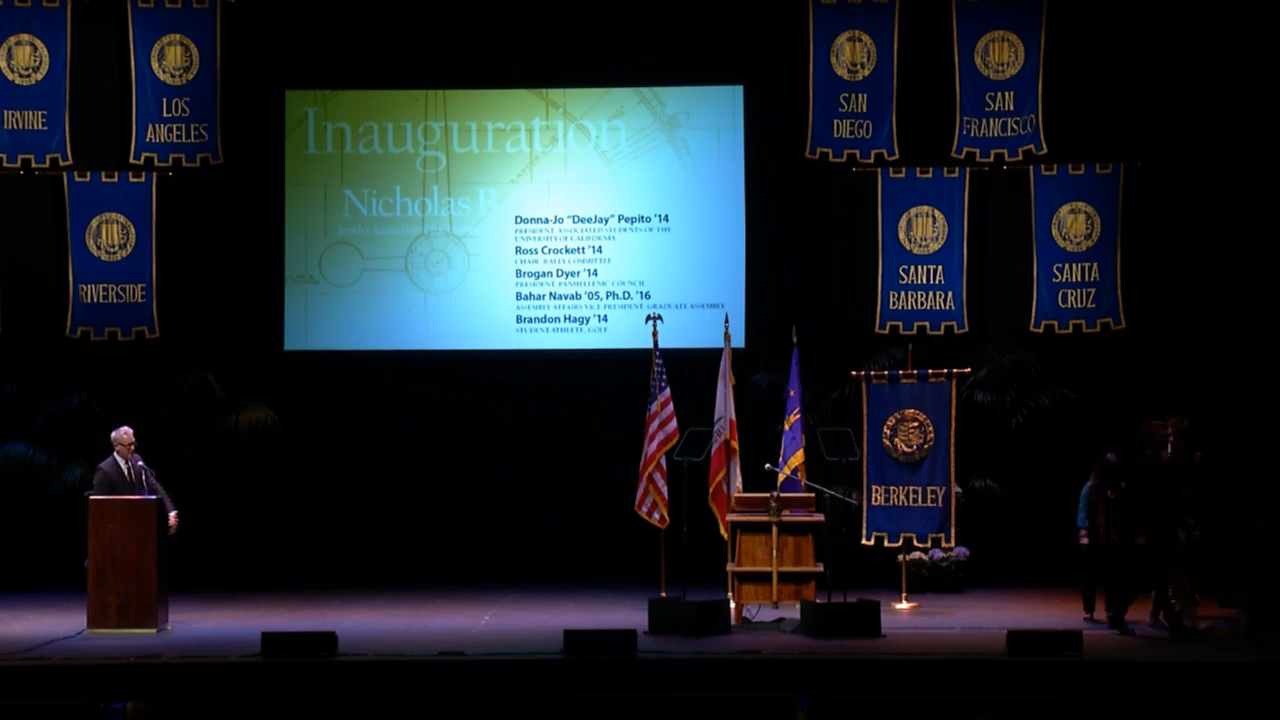 IRVINE
LOS
ANGELES
RIVERSIDE
SAN
DIEGO
SAN
FRANCISCO
SANTA
BARBARA
SANTA
CRUZ
BERKELEY
Inauguration
Nicholas B
Donna-Jo “DeeJay” Pepito ’14
PRESIDENT, ASSOCIATED STUDENTS OF THE
UNIVERSITY OF CALIFORNIA
Ross Crockett ’14
CHAIR, RALLY COMMITTEE
Brogan Dyer ’14
PRESIDENT, PANHELLENIC COUNCIL
Bahar Navab ’05, Ph.D. ’16
ASSEMBLY AFFAIRS VICE PRESIDENT, GRADUATE ASSEMBLY
Brandon Hagy ’14
STUDENT ATHLETE, GOLF